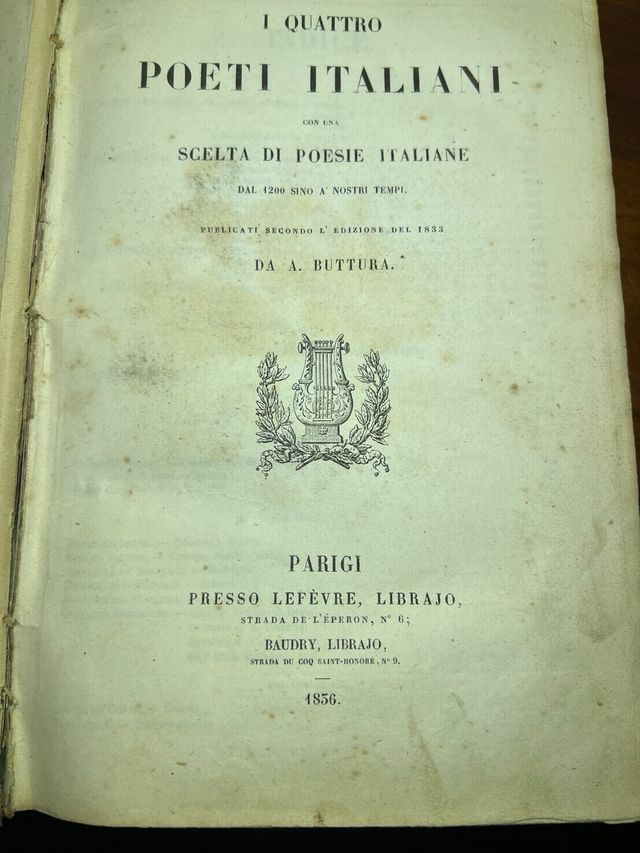 I QUATTRO
POETI ITALIANI
CON UNA
SCELTA DI POESIE ITALIANE
DAL 1200 SINO A' NOSTRI TEMPI.
PUBLICATI SECONDO L' EDIZIONE DEL 1833
DA A. BUTTURA.
PARIGI
PRESSO LEFÈVRE, LIBRAJO,
STRADA DE L'ÉPERON, Nº 6;
BAUDRY, LIBRAJO,
STRADA DU COQ SAINT-HONORÉ, Nº 9.
1836.